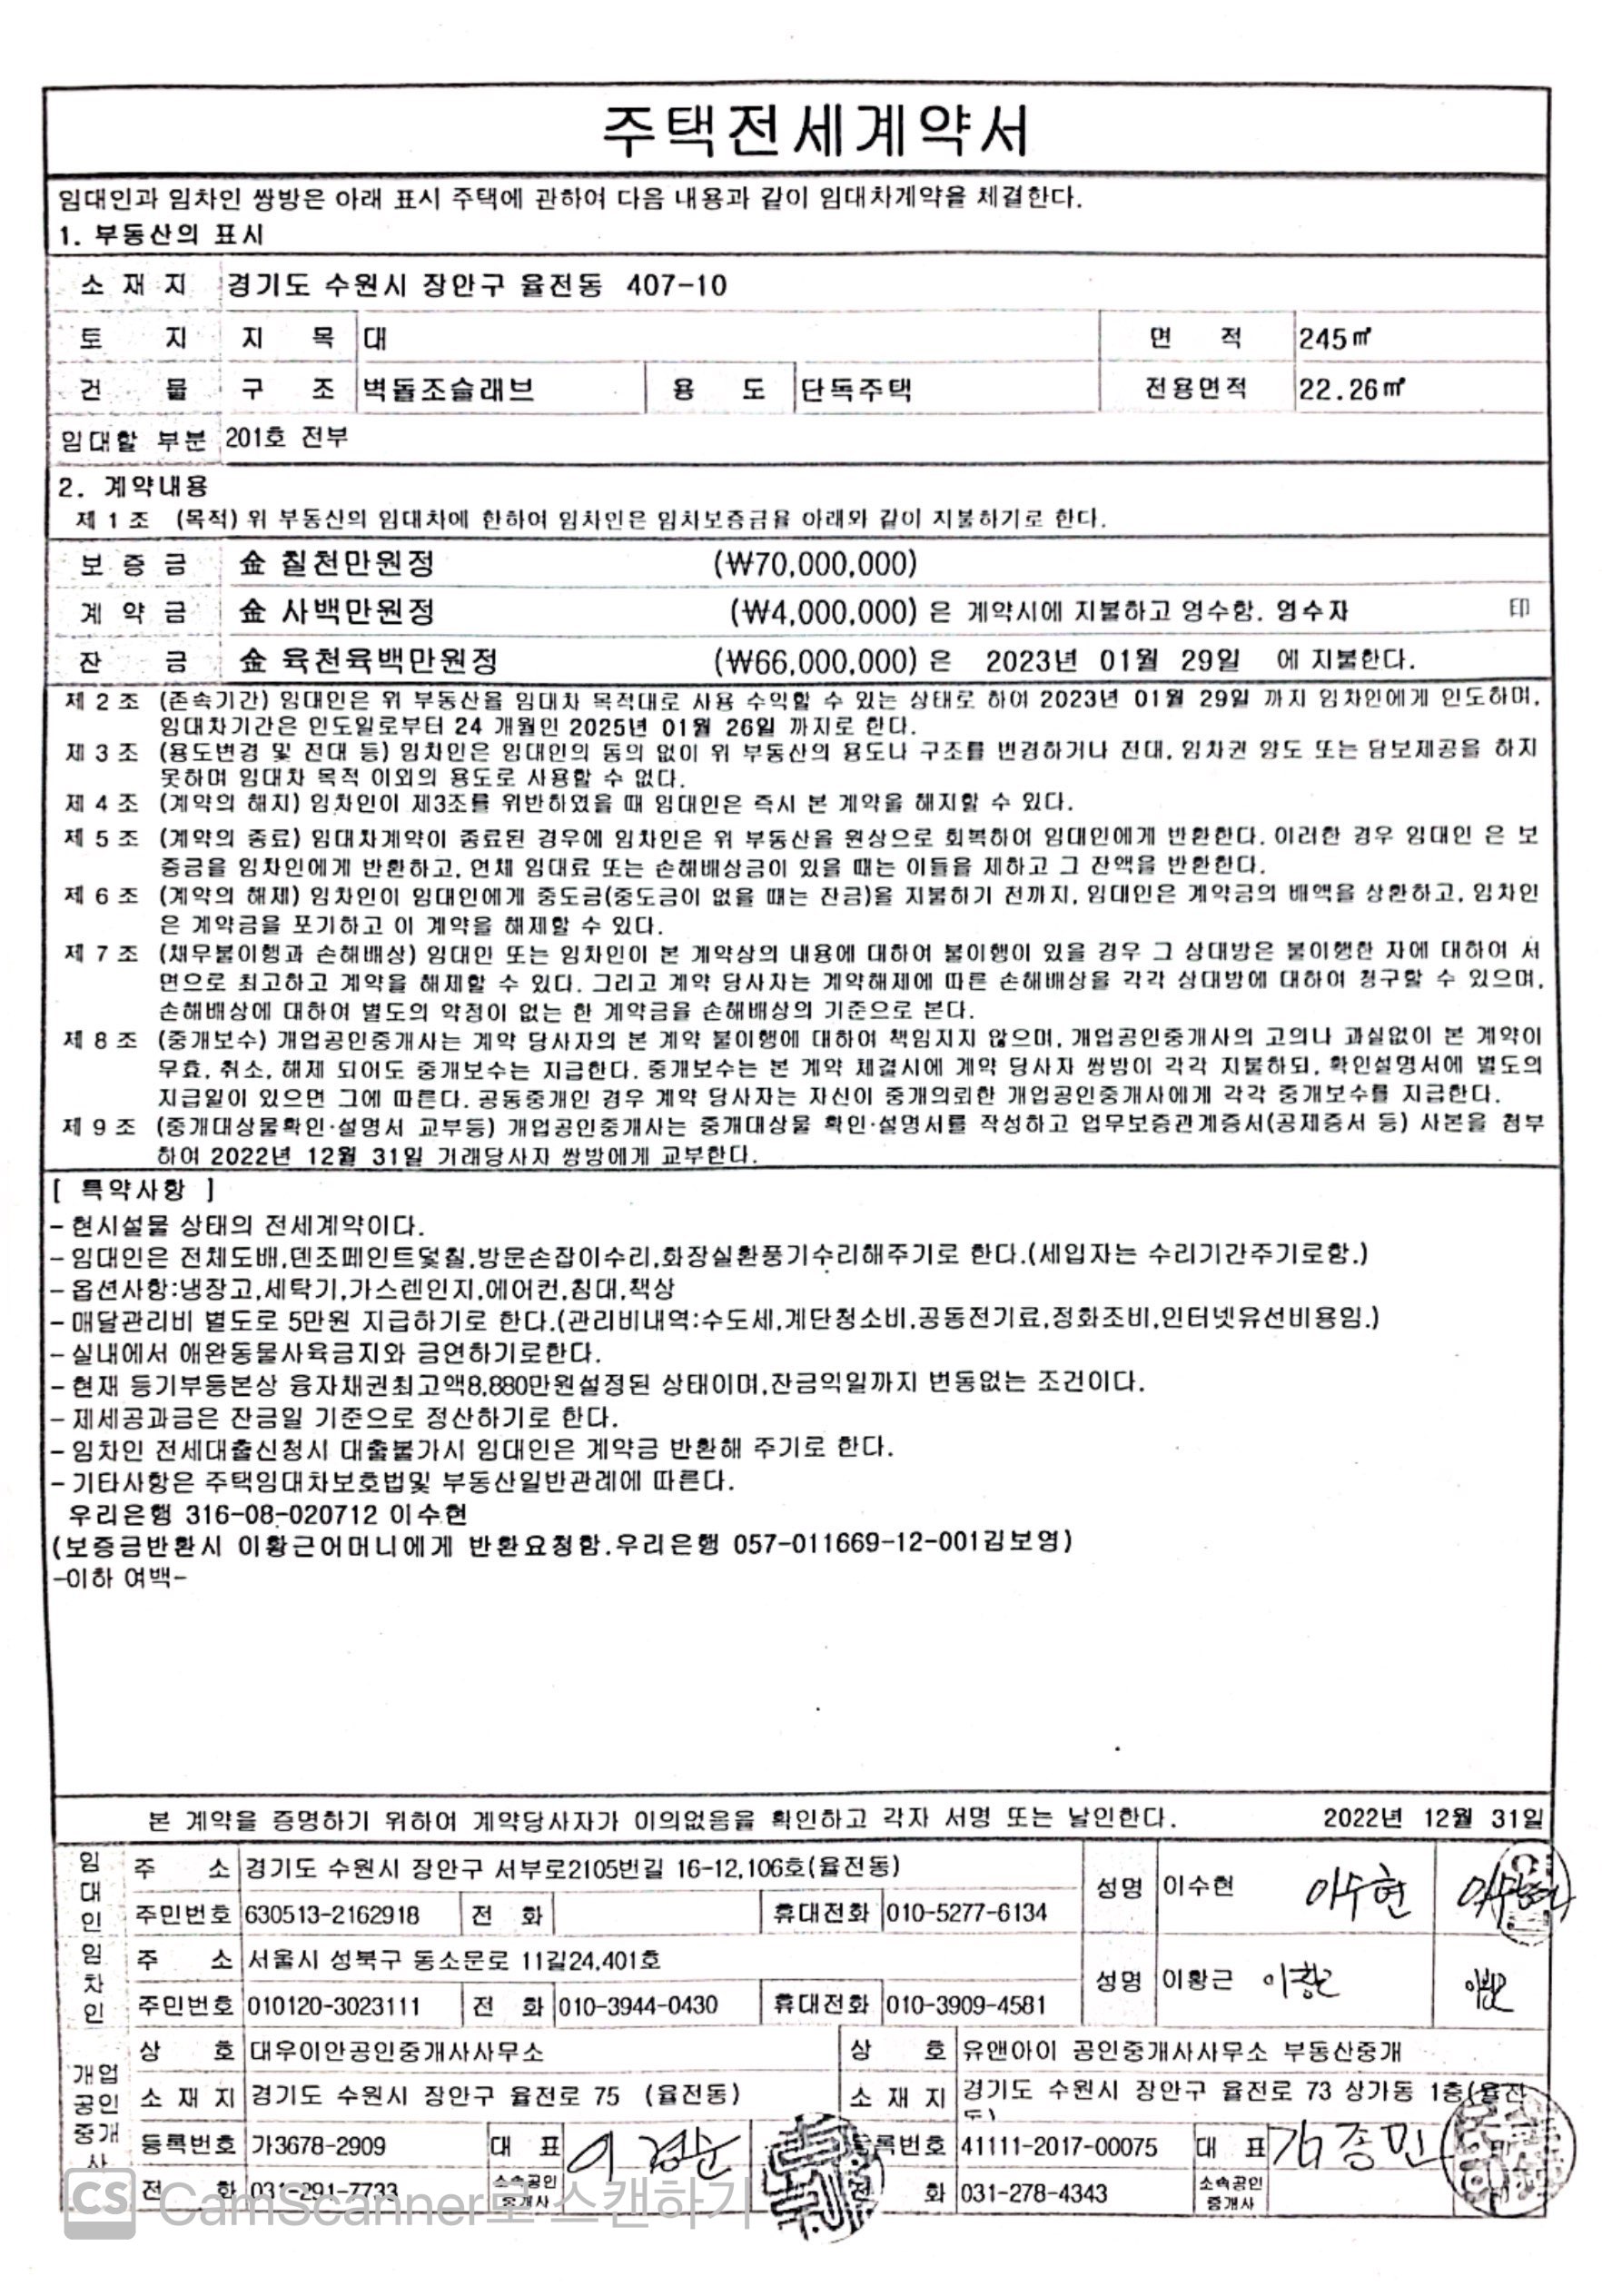 주택전세계약서
임대인과 임차인 쌍방은 아래 표시 주택에 관하여 다음 내용과 같이 임대차계약을 체결한다.
1. 부동산의 표시
소 재 지 경기도 수원시 장안구 율전동 407-10
토 지 지 목 대 면 적 245㎡
건 물 구 조 벽돌조슬래브 용 도 단독주택 전용면적 22.26㎡
임대할 부분 201호 전부
2. 계약내용
제 1 조 (목적) 위 부동산의 임대차에 한하여 임차인은 임차보증금을 아래와 같이 지불하기로 한다.
보 증 금 金 칠천만원정 (₩70,000,000)
계 약 금 金 사백만원정 (₩4,000,000) 은 계약시에 지불하고 영수함. 영수자 印
잔 금 金 육천육백만원정 (₩66,000,000) 은 2023년 01월 29일 에 지불한다.
제 2 조 (존속기간) 임대인은 위 부동산을 임대차 목적대로 사용 수익할 수 있는 상태로 하여 2023년 01월 29일 까지 임차인에게 인도하며,
임대차기간은 인도일로부터 24 개월인 2025년 01월 26일 까지로 한다.
제 3 조 (용도변경 및 전대 등) 임차인은 임대인의 동의 없이 위 부동산의 용도나 구조를 변경하거나 전대, 임차권 양도 또는 담보제공을 하지
못하며 임대차 목적 이외의 용도로 사용할 수 없다.
제 4 조 (계약의 해지) 임차인이 제3조를 위반하였을 때 임대인은 즉시 본 계약을 해지할 수 있다.
제 5 조 (계약의 종료) 임대차계약이 종료된 경우에 임차인은 위 부동산을 원상으로 회복하여 임대인에게 반환한다. 이러한 경우 임대인 은 보
증금을 임차인에게 반환하고, 연체 임대료 또는 손해배상금이 있을 때는 이들을 제하고 그 잔액을 반환한다.
제 6 조 (계약의 해제) 임차인이 임대인에게 중도금(중도금이 없을 때는 잔금)을 지불하기 전까지, 임대인은 계약금의 배액을 상환하고, 임차인
은 계약금을 포기하고 이 계약을 해제할 수 있다.
제 7 조 (채무불이행과 손해배상) 임대인 또는 임차인이 본 계약상의 내용에 대하여 불이행이 있을 경우 그 상대방은 불이행한 자에 대하여 서
면으로 최고하고 계약을 해제할 수 있다. 그리고 계약 당사자는 계약해제에 따른 손해배상을 각각 상대방에 대하여 청구할 수 있으며,
손해배상에 대하여 별도의 약정이 없는 한 계약금을 손해배상의 기준으로 본다.
제 8 조 (중개보수) 개업공인중개사는 계약 당사자의 본 계약 불이행에 대하여 책임지지 않으며, 개업공인중개사의 고의나 과실없이 본 계약이
무효, 취소, 해제 되어도 중개보수는 지급한다. 중개보수는 본 계약 체결시에 계약 당사자 쌍방이 각각 지불하되, 확인설명서에 별도의
지급일이 있으면 그에 따른다. 공동중개인 경우 계약 당사자는 자신이 중개의뢰한 개업공인중개사에게 각각 중개보수를 지급한다.
제 9 조 (중개대상물확인·설명서 교부등) 개업공인중개사는 중개대상물 확인·설명서를 작성하고 업무보증관계증서(공제증서 등) 사본을 첨부
하여 2022년 12월 31일 거래당사자 쌍방에게 교부한다.
[ 특약사항 ]
- 현시설물 상태의 전세계약이다.
- 임대인은 전체도배,덴조페인트덫칠,방문손잡이수리,화장실환풍기수리해주기로 한다.(세입자는 수리기간주기로함.)
- 옵션사항:냉장고,세탁기,가스렌인지,에어컨,침대,책상
- 매달관리비 별도로 5만원 지급하기로 한다.(관리비내역:수도세,계단청소비,공동전기료,정화조비,인터넷유선비용임.)
- 실내에서 애완동물사육금지와 금연하기로한다.
- 현재 등기부등본상 융자채권최고액8,880만원설정된 상태이며,잔금익일까지 변동없는 조건이다.
- 제세공과금은 잔금일 기준으로 정산하기로 한다.
- 임차인 전세대출신청시 대출불가시 임대인은 계약금 반환해 주기로 한다.
- 기타사항은 주택임대차보호법및 부동산일반관례에 따른다.
우리은행 316-08-020712 이수현
(보증금반환시 이황근어머니에게 반환요청함.우리은행 057-011669-12-001김보영)
-이하 여백-
본 계약을 증명하기 위하여 계약당사자가 이의없음을 확인하고 각자 서명 또는 날인한다. 2022년 12월 31일
임대인 주 소 경기도 수원시 장안구 서부로2105번길 16-12,106호(율전동) 성명 이수현 이수현
주민번호 630513-2162918 전 화 휴대전화 010-5277-6134
임차인 주 소 서울시 성북구 동소문로 11길24,401호 성명 이황근 이황근
주민번호 010120-3023111 전 화 010-3944-0430 휴대전화 010-3909-4581
개업공인중개사 상 호 대우이안공인중개사사무소 상 호 유앤아이 공인중개사사무소 부동산중개
소 재 지 경기도 수원시 장안구 율전로 75 (율전동) 소 재 지 경기도 수원시 장안구 율전로 73 상가동 1층(율전
동)
등록번호 가3678-2909 대 표 등록번호 41111-2017-00075 대 표
전 화 031-291-7733 소속공인중개사 전 화 031-278-4343 소속공인중개사
CS CamScanner로 스캔하기